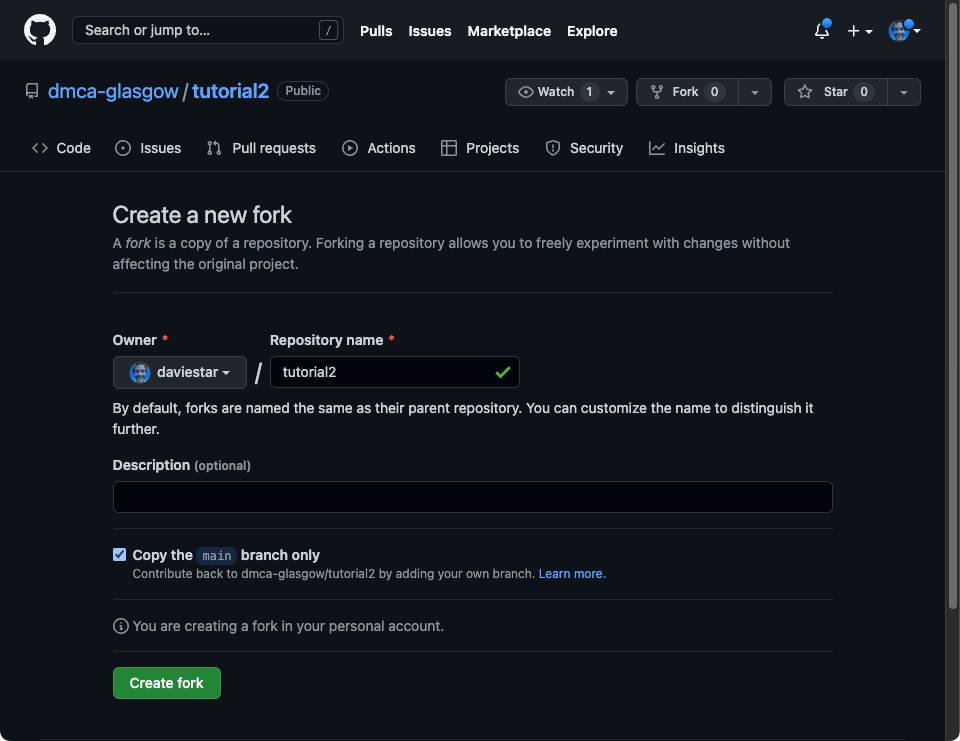 Search or jump to... / Pulls Issues Marketplace Explore
dmca-glasgow / tutorial2 Public Watch 1 Fork 0 Star 0
Code Issues Pull requests Actions Projects Security Insights
Create a new fork
A fork is a copy of a repository. Forking a repository allows you to freely experiment with changes without
affecting the original project.
Owner * Repository name *
daviestar / tutorial2
By default, forks are named the same as their parent repository. You can customize the name to distinguish it
further.
Description (optional)
Copy the main branch only
Contribute back to dmca-glasgow/tutorial2 by adding your own branch. Learn more.
You are creating a fork in your personal account.
Create fork